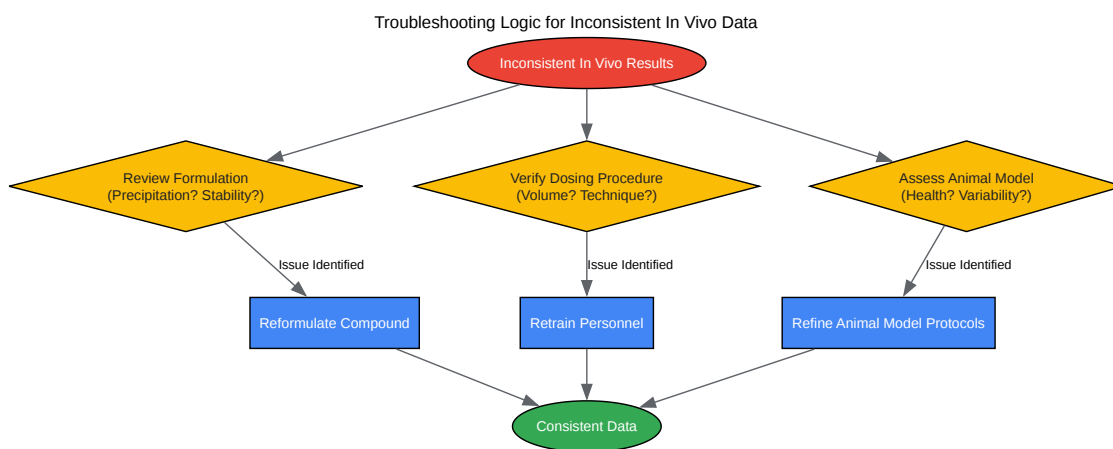 Troubleshooting Logic for Inconsistent In Vivo Data
Inconsistent In Vivo Results
Review Formulation
(Precipitation? Stability?)
Verify Dosing Procedure
(Volume? Technique?)
Assess Animal Model
(Health? Variability?)
Issue Identified
Issue Identified
Issue Identified
Reformulate Compound
Retrain Personnel
Refine Animal Model Protocols
Consistent Data